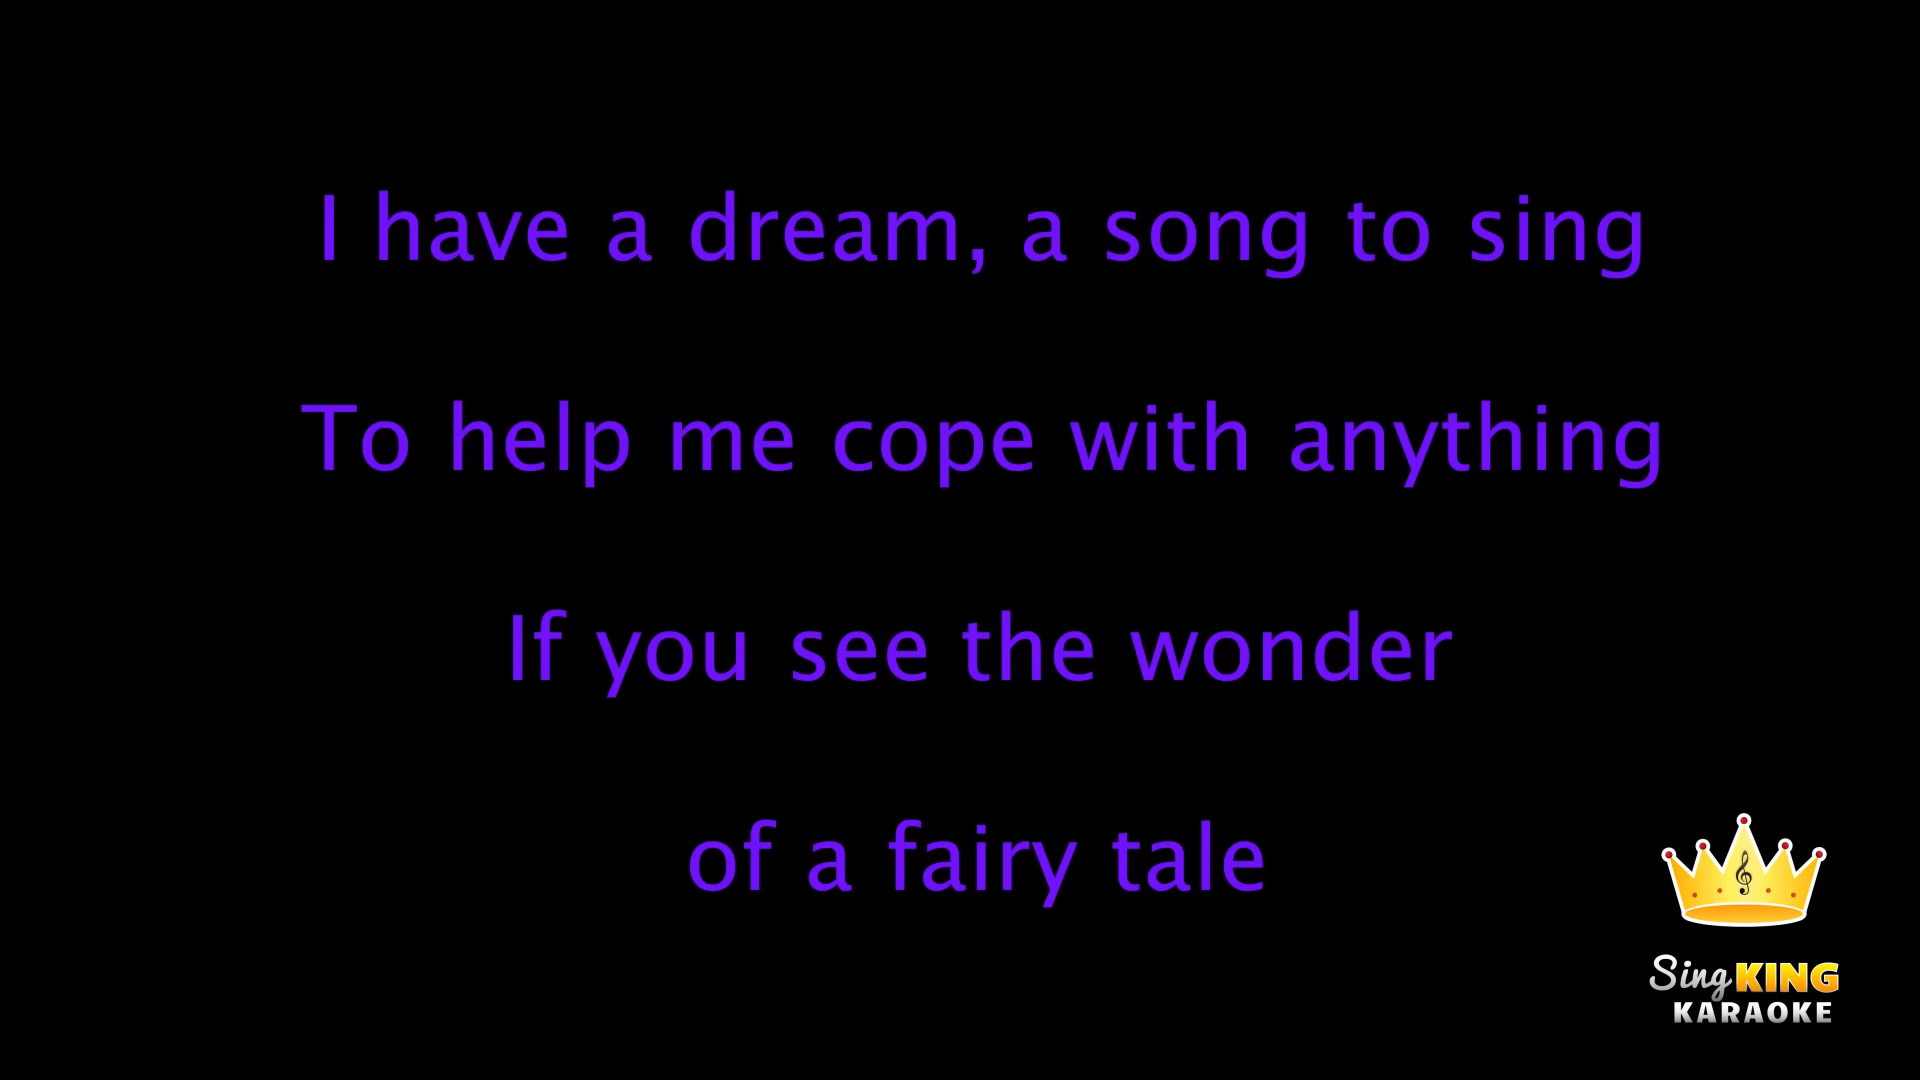 I have a dream, a song to sing
To help me cope with anything
If you see the wonder
of a fairy tale
Sing KING
KARAOKE